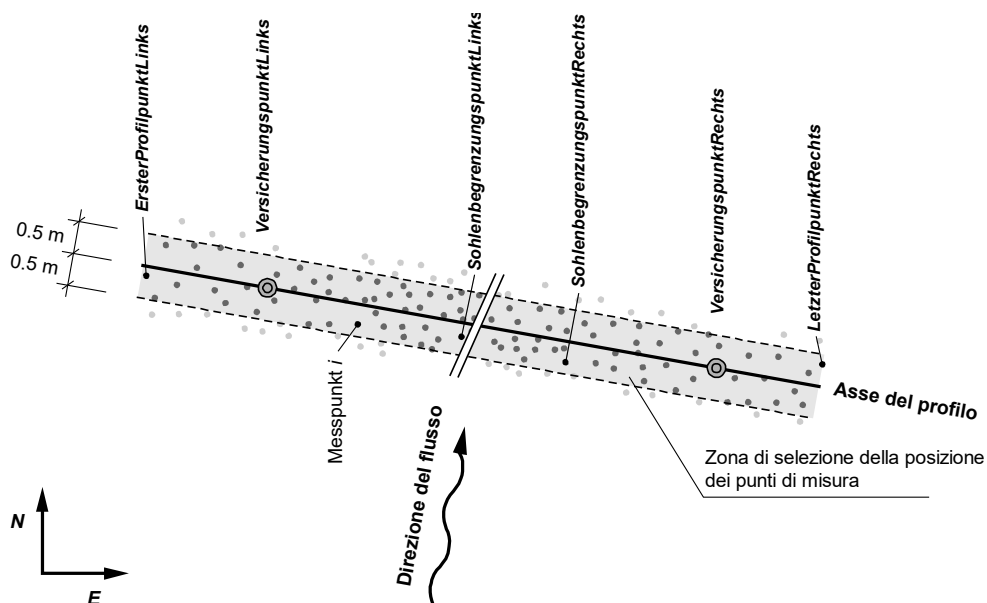 ErsterProfilpunktLinks
VersicherungspunktLinks
SohlenbegrenzungspunktLinks
SohlenbegrenzungspunktRechts
VersicherungspunktRechts
LetzterProfilpunktRechts
0.5 m
0.5 m
Messpunkt i
Asse del profilo
Zona di selezione della posizione
dei punti di misura
Direzione del flusso
N
E